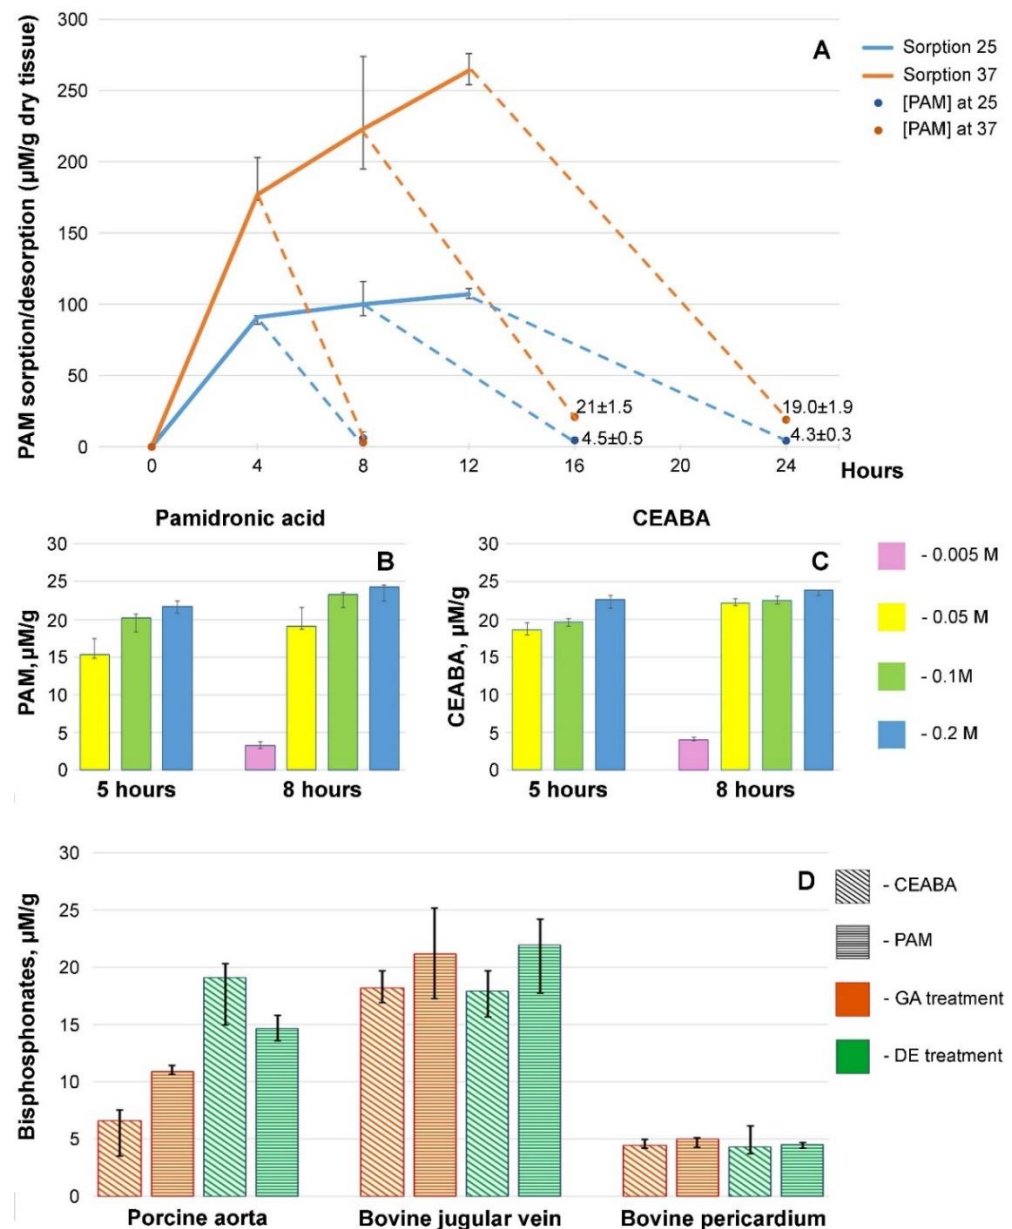 PAM sorption/desorption (µM/g dry tissue)
300
250
200
150
100
50
0
A
Sorption 25
Sorption 37
[PAM] at 25
[PAM] at 37
21±1.5
4.5±0.5
19.0±1.9
4.3±0.3
0
4
8
12
16
20
24
Hours
Pamidronic acid
B
PAM, µM/g
30
25
20
15
10
5
0
5 hours
8 hours
CEABA
C
CEABA, µM/g
30
25
20
15
10
5
0
5 hours
8 hours
- 0.005 M
- 0.05 M
- 0.1M
- 0.2 M
D
Bisphosphonates, µM/g
30
25
20
15
10
5
0
Porcine aorta
Bovine jugular vein
Bovine pericardium
- CEABA
- PAM
- GA treatment
- DE treatment